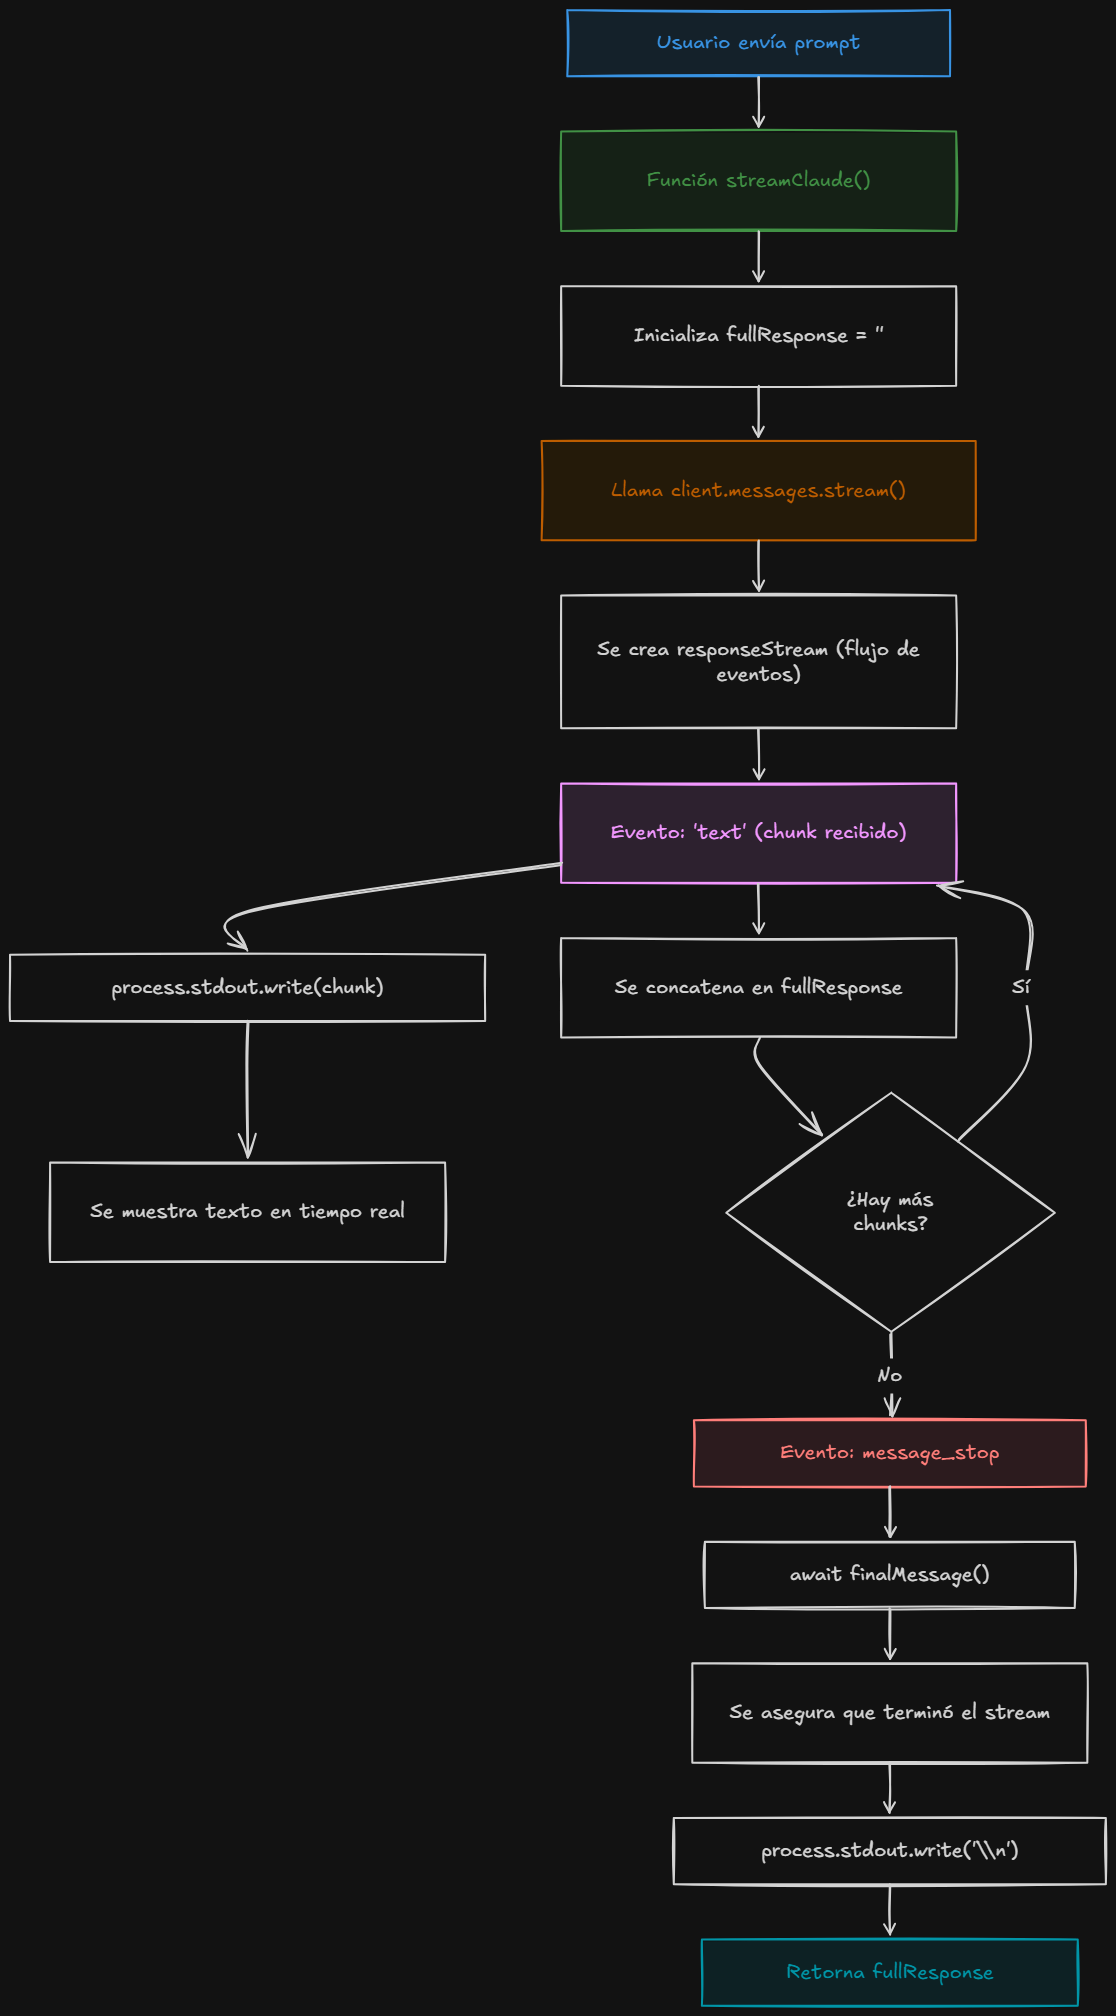 Usuario envía prompt
Función streamClaude()
Inicializa fullResponse = ''
Llama client.messages.stream()
Se crea responseStream (flujo de
eventos)
Evento: 'text' (chunk recibido)
process.stdout.write(chunk)
Se concatena en fullResponse
Sí
Se muestra texto en tiempo real
¿Hay más
chunks?
No
Evento: message_stop
await finalMessage()
Se asegura que terminó el stream
process.stdout.write('\\n')
Retorna fullResponse